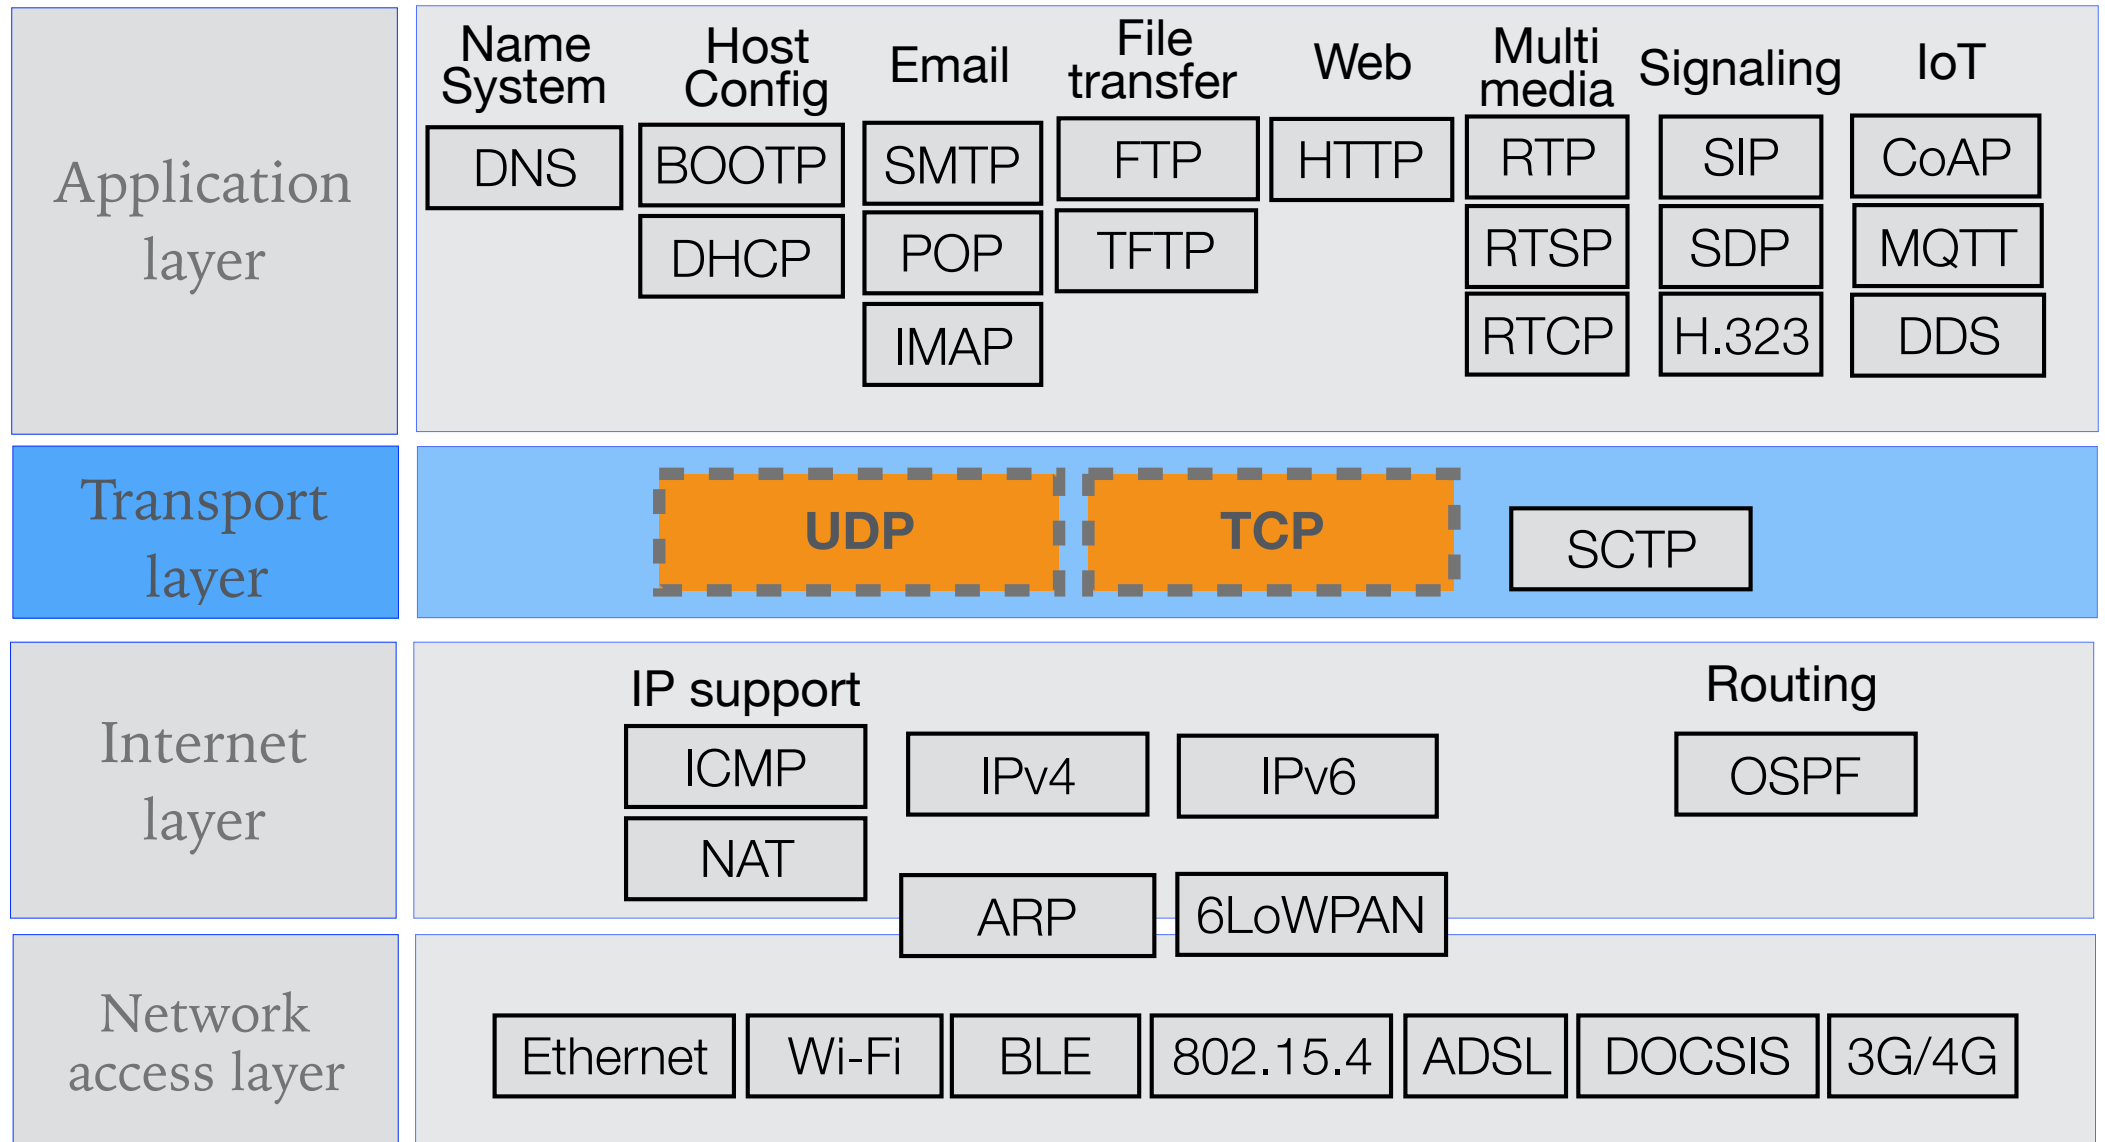 Application
layer
Name
System
Host
Config
Email
File
transfer
Web
Multi
media
Signaling
IoT
DNS
BOOTP
SMTP
FTP
HTTP
RTP
SIP
CoAP
DHCP
POP
TFTP
RTSP
SDP
MQTT
IMAP
RTCP
H.323
DDS
Transport
layer
UDP
TCP
SCTP
Internet
layer
IP support
Routing
ICMP
IPv4
IPv6
OSPF
NAT
ARP
6LoWPAN
Network
access layer
Ethernet
Wi-Fi
BLE
802.15.4
ADSL
DOCSIS
3G/4G